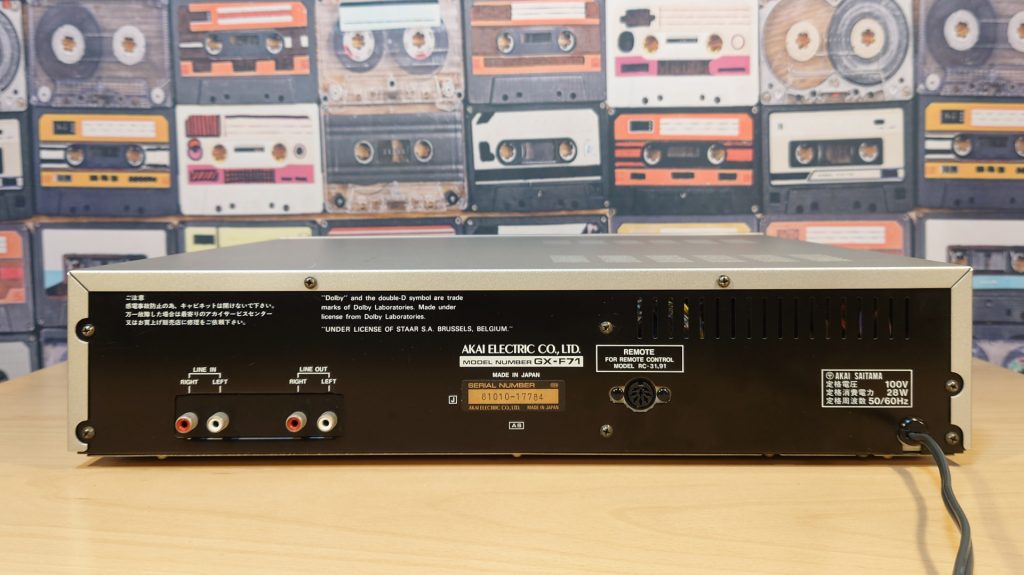 ご注意
感電事故防止の為、キャビネットは開けないで下さい。
万一故障した場合は最寄りのアカイサービスセンター
又はお買上げ販売店に修理をご依頼下さい。
"Dolby" and the double-D symbol are trade
marks of Dolby Laboratories. Made under
license from Dolby Laboratories.
"UNDER LICENSE OF STAAR S.A. BRUSSELS, BELGIUM."
AKAI ELECTRIC CO., LTD.
MODEL NUMBER GX-F71
MADE IN JAPAN
SERIAL NUMBER
81010-17784
AKAI ELECTRIC CO., LTD. MADE IN JAPAN
J
AS
REMOTE
FOR REMOTE CONTROL
MODEL RC-31,91
LINE IN
RIGHT LEFT
LINE OUT
RIGHT LEFT
AKAI SAITAMA
定格電圧 100V
定格消費電力 28W
定格周波数 50/60Hz